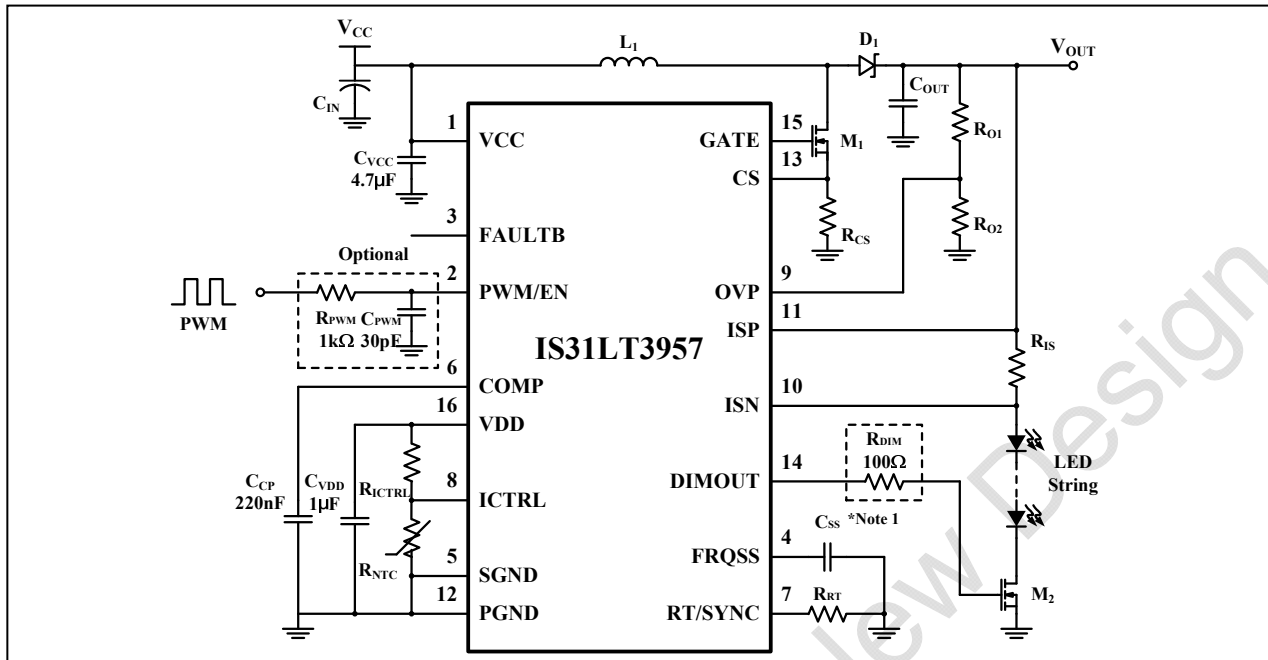 VCC
CIN
L1
D1
VOUT
COUT
RO1
RO2
1
VCC
CVCC
4.7µF
3
FAULTB
Optional
2
PWM/EN
PWM
RPWM
1kΩ
CPWM
30pF
6
COMP
16
VDD
CCP
220nF
CVDD
1µF
RICTRL
8
ICTRL
RNTC
5
SGND
12
PGND
IS31LT3957
15
GATE
M1
13
CS
RCS
9
OVP
11
ISP
RIS
10
ISN
14
DIMOUT
RDIM
100Ω
*Note 1
LED
String
CSS
4
FRQSS
7
RT/SYNC
RRT
M2
New Design